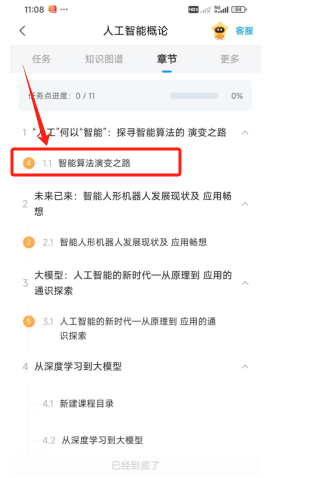 11:08
HD 5G 84
人工智能概论
客服
任务 知识图谱 章节 更多
任务点进度：0 / 11 0%
1 "人工"何以"智能"：探寻智能算法的 演变之路
4 1.1 智能算法演变之路
2 未来已来：智能人形机器人发展现状及 应用畅
想
2 2.1 智能人形机器人发展现状及 应用畅想
3 大模型：人工智能的新时代—从原理到 应用的
通识探索
5 3.1 人工智能的新时代—从原理到 应用的通
识探索
4 从深度学习到大模型
4.1 新建课程目录
4.2 从深度学习到大模型
已经到底了